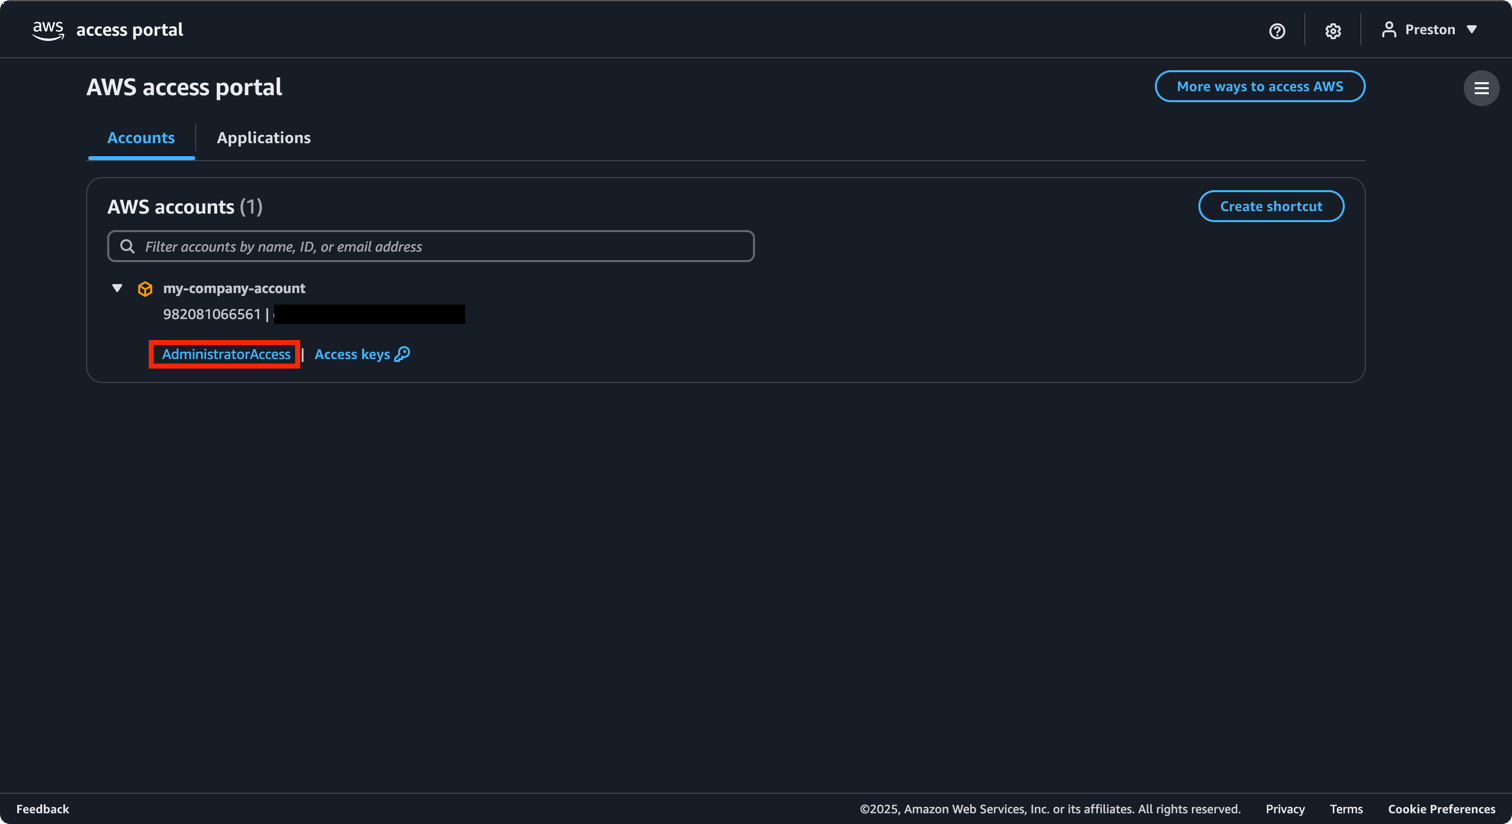 aws access portal Preston
AWS access portal
More ways to access AWS
Accounts Applications
AWS accounts (1)
Create shortcut
Filter accounts by name, ID, or email address
my-company-account
982081066561 |
AdministratorAccess | Access keys
Feedback ©2025, Amazon Web Services, Inc. or its affiliates. All rights reserved. Privacy Terms Cookie Preferences